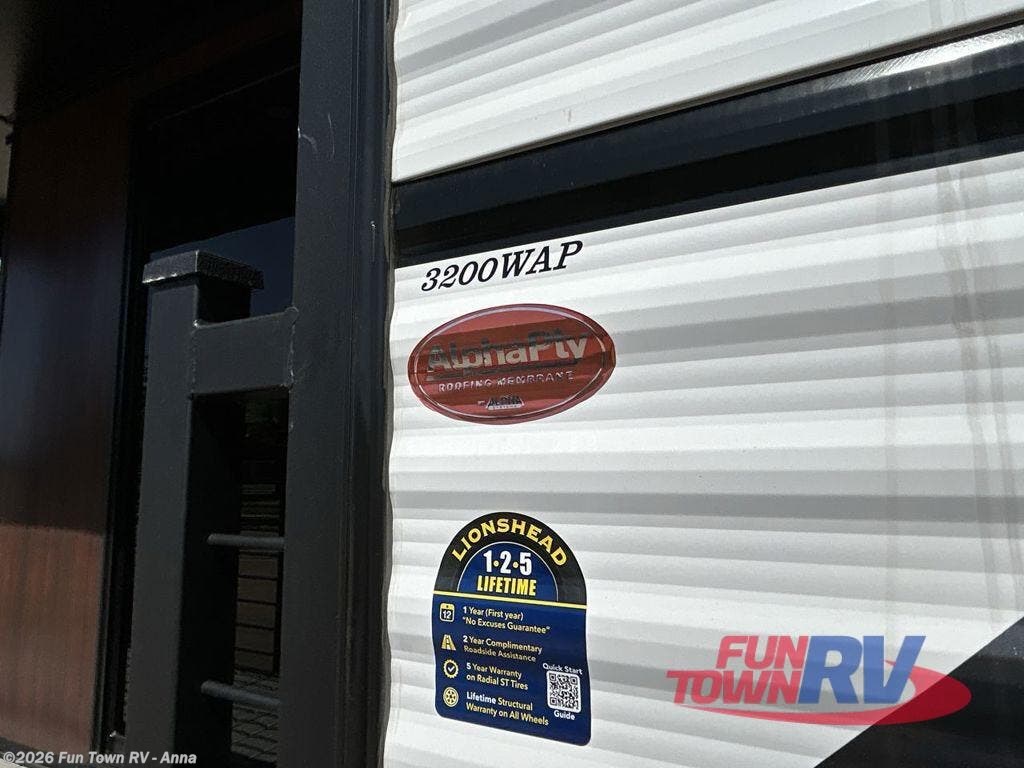 3200WAP
AlphaPly
ROOFING MEMBRANE
ALPHA
LIONSHEAD
1·2·5
LIFETIME
12
1 Year (First year)
"No Excuses Guarantee"
2 Year Complimentary
Roadside Assistance
5 Year Warranty
on Radial ST Tires
Lifetime Structural
Warranty on All Wheels
Quick Start
Guide
FUN
TOWN RV
©2026 Fun Town RV - Anna